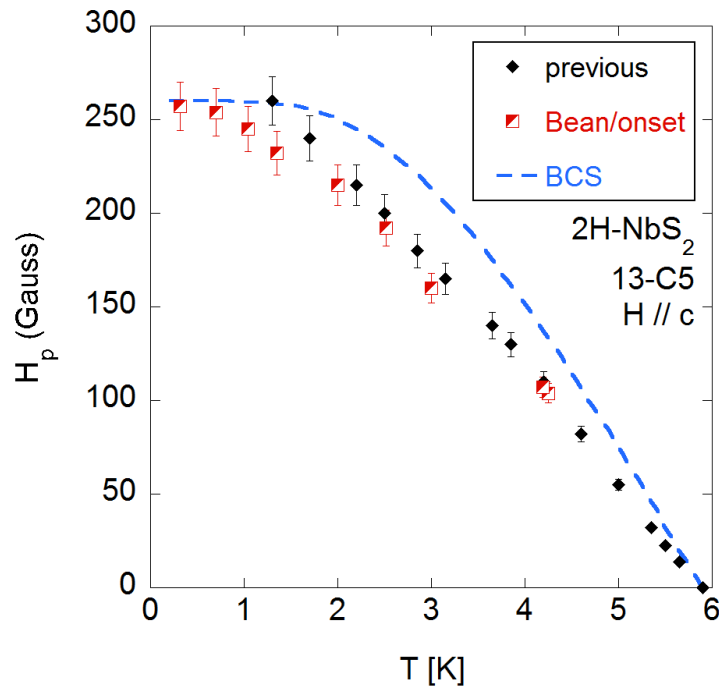 300
250
200
150
100
50
0
H_p (Gauss)
0 1 2 3 4 5 6
T [K]
previous
Bean/onset
BCS
2H-NbS₂
13-C5
H // c